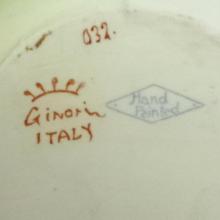 032.
Ginori
ITALY
Hand
Painted